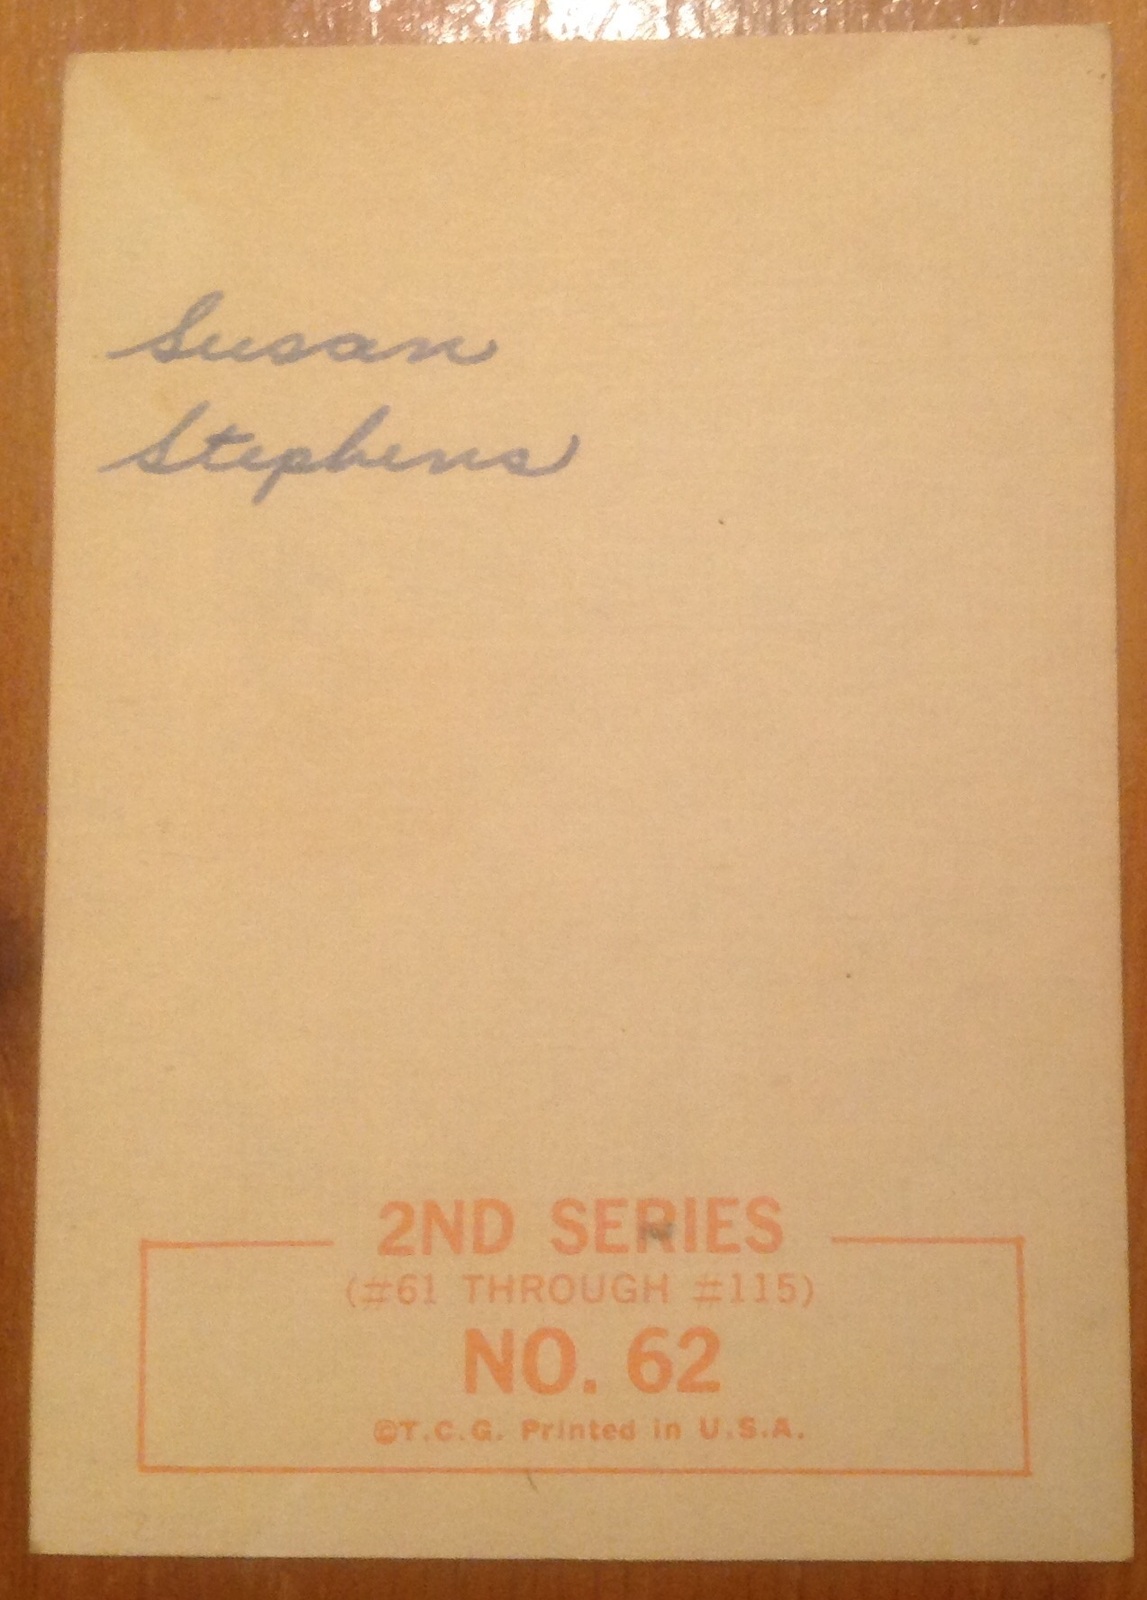 Susan
Stephens
2ND SERIES
(#61 THROUGH #115)
NO. 62
©T.C.G. Printed in U.S.A.